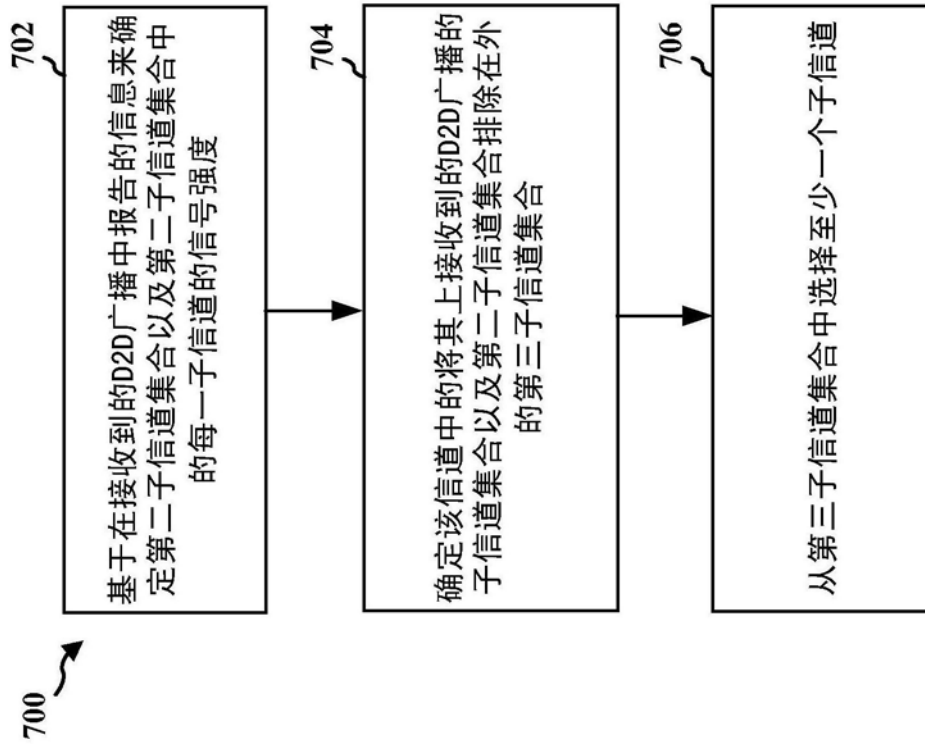 700
702
基于在接收到的D2D广播中报告的信息来确
定第二子信道集合以及第二子信道集合中
的每一子信道的信号强度
704
确定该信道中的将其上接收到的D2D广播的
子信道集合以及第二子信道集合排除在外
的第三子信道集合
706
从第三子信道集合中选择至少一个子信道